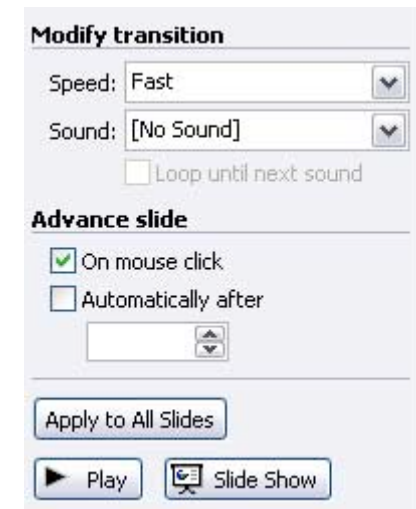 Modify transition
Speed: Fast
Sound: [No Sound]
Loop until next sound
Advance slide
On mouse click
Automatically after
Apply to All Slides
Play Slide Show